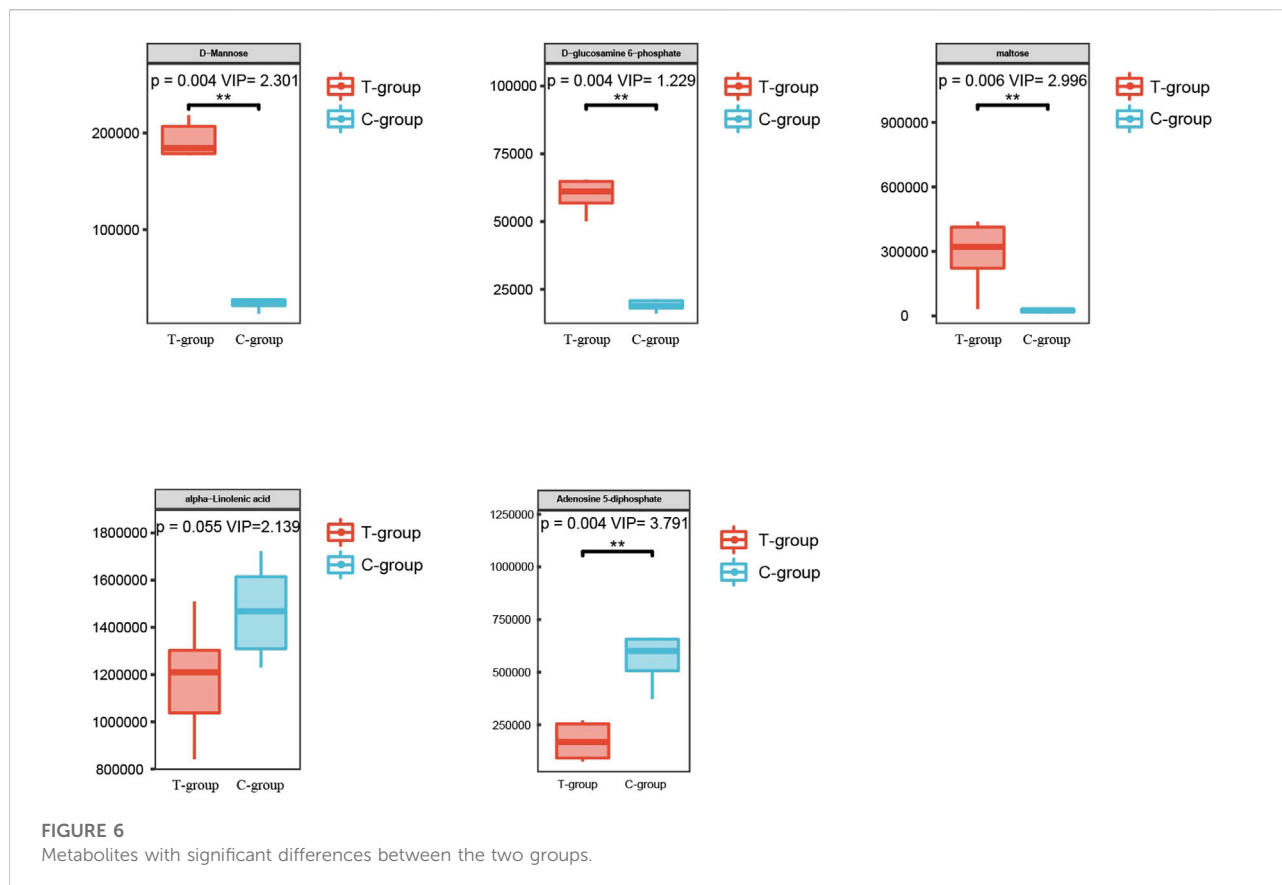 D-Mannose
p = 0.004 VIP= 2.301
**
200000
100000
T-group
C-group
T-group
C-group
D-glucosamine 6-phosphate
p = 0.004 VIP= 1.229
**
100000
75000
50000
25000
T-group
C-group
T-group
C-group
maltose
p = 0.006 VIP= 2.996
**
900000
600000
300000
0
T-group
C-group
T-group
C-group
alpha-Linolenic acid
p = 0.055 VIP=2.139
1800000
1600000
1400000
1200000
1000000
800000
T-group
C-group
T-group
C-group
Adenosine 5-diphosphate
p = 0.004 VIP= 3.791
**
1250000
1000000
750000
500000
250000
T-group
C-group
T-group
C-group
FIGURE 6
Metabolites with significant differences between the two groups.